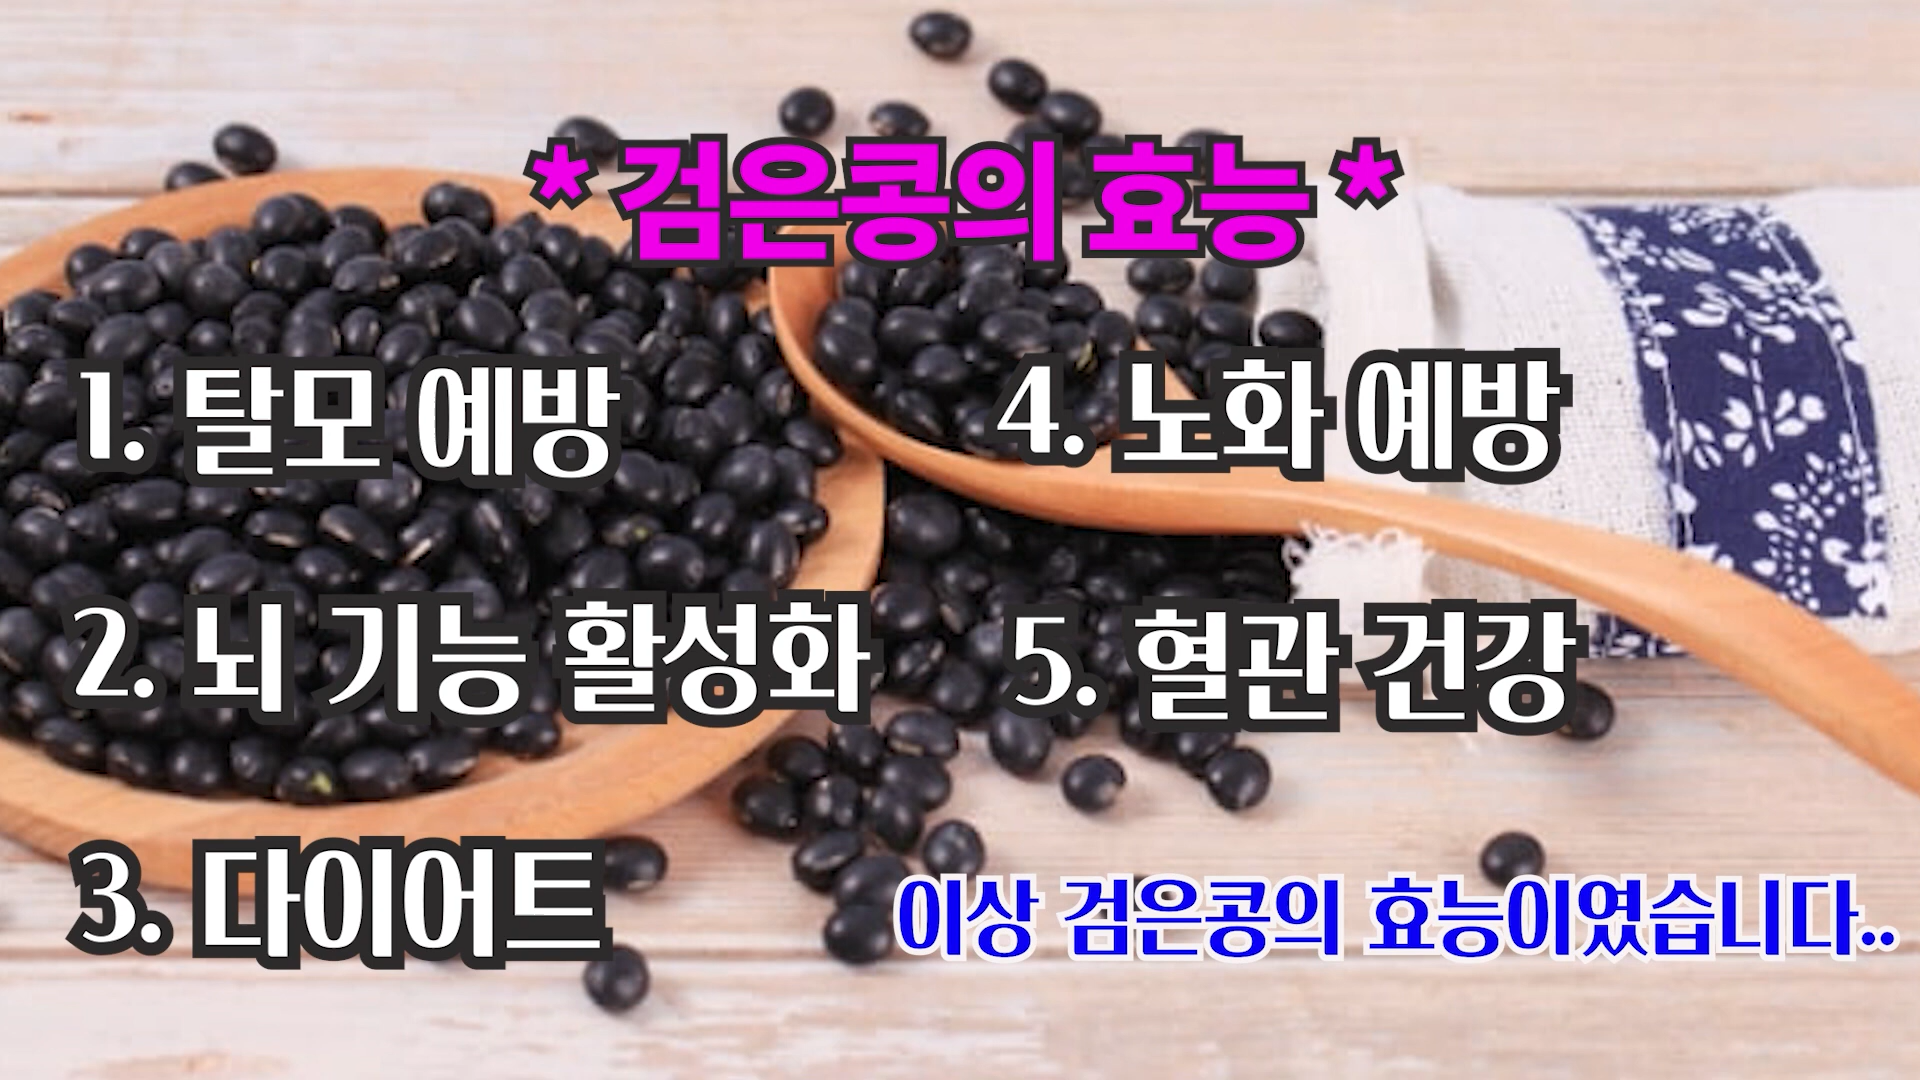 * 검은콩의 효능 *
1. 탈모 예방
2. 뇌 기능 활성화
3. 다이어트
4. 노화 예방
5. 혈관 건강
이상 검은콩의 효능이였습니다..